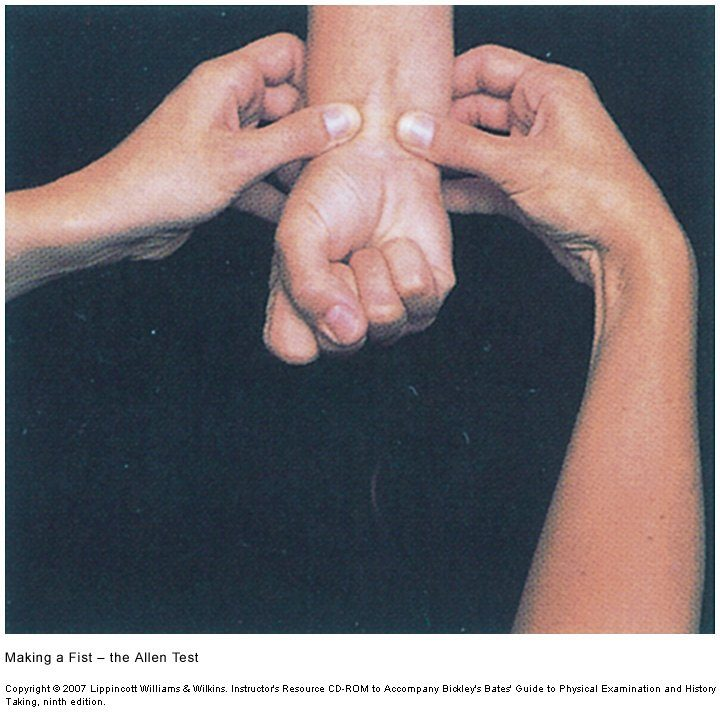 Making a Fist – the Allen Test
Copyright © 2007 Lippincott Williams & Wilkins. Instructor's Resource CD-ROM to Accompany Bickley's Bates' Guide to Physical Examination and History
Taking, ninth edition.